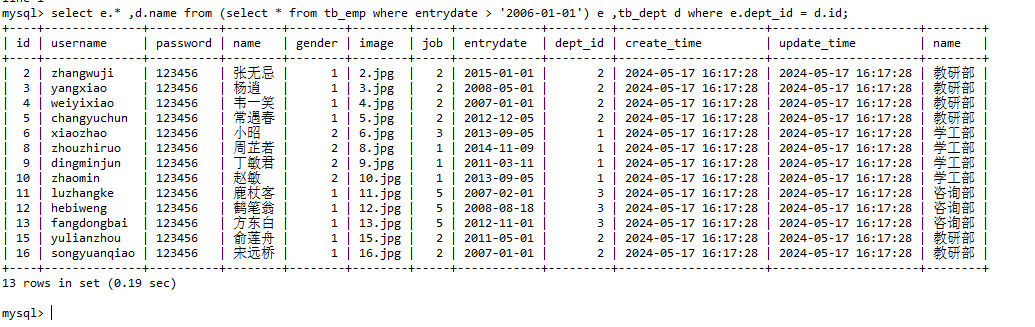 mysql> select e.* ,d.name from (select * from tb_emp where entrydate > '2006-01-01') e ,tb_dept d where e.dept_id = d.id;
+----+--------------+----------+--------+--------+--------+-----+------------+---------+---------------------+---------------------+--------+
| id | username | password | name | gender | image | job | entrydate | dept_id | create_time | update_time | name |
+----+--------------+----------+--------+--------+--------+-----+------------+---------+---------------------+---------------------+--------+
| 2 | zhangwuji | 123456 | 张无忌 | 1 | 2.jpg | 2 | 2015-01-01 | 2 | 2024-05-17 16:17:28 | 2024-05-17 16:17:28 | 教研部 |
| 3 | yangxiao | 123456 | 杨逍 | 1 | 3.jpg | 2 | 2008-05-01 | 2 | 2024-05-17 16:17:28 | 2024-05-17 16:17:28 | 教研部 |
| 4 | weiyixiao | 123456 | 韦一笑 | 1 | 4.jpg | 2 | 2007-01-01 | 2 | 2024-05-17 16:17:28 | 2024-05-17 16:17:28 | 教研部 |
| 5 | changyuchun | 123456 | 常遇春 | 1 | 5.jpg | 2 | 2012-12-05 | 2 | 2024-05-17 16:17:28 | 2024-05-17 16:17:28 | 教研部 |
| 6 | xiaozhao | 123456 | 小昭 | 2 | 6.jpg | 3 | 2013-09-05 | 1 | 2024-05-17 16:17:28 | 2024-05-17 16:17:28 | 学工部 |
| 8 | zhouzhiruo | 123456 | 周芷若 | 2 | 8.jpg | 1 | 2014-11-09 | 1 | 2024-05-17 16:17:28 | 2024-05-17 16:17:28 | 学工部 |
| 9 | dingminjun | 123456 | 丁敏君 | 2 | 9.jpg | 1 | 2011-03-11 | 1 | 2024-05-17 16:17:28 | 2024-05-17 16:17:28 | 学工部 |
| 10 | zhaomin | 123456 | 赵敏 | 2 | 10.jpg | 1 | 2013-09-05 | 1 | 2024-05-17 16:17:28 | 2024-05-17 16:17:28 | 学工部 |
| 11 | luzhangke | 123456 | 鹿杖客 | 1 | 11.jpg | 5 | 2007-02-01 | 3 | 2024-05-17 16:17:28 | 2024-05-17 16:17:28 | 咨询部 |
| 12 | hebiweng | 123456 | 鹤笔翁 | 1 | 12.jpg | 5 | 2008-08-18 | 3 | 2024-05-17 16:17:28 | 2024-05-17 16:17:28 | 咨询部 |
| 13 | fangdongbai | 123456 | 方东白 | 1 | 13.jpg | 5 | 2012-11-01 | 3 | 2024-05-17 16:17:28 | 2024-05-17 16:17:28 | 咨询部 |
| 15 | yulianzhou | 123456 | 俞莲舟 | 1 | 15.jpg | 2 | 2011-05-01 | 2 | 2024-05-17 16:17:28 | 2024-05-17 16:17:28 | 教研部 |
| 16 | songyuanqiao | 123456 | 宋远桥 | 1 | 16.jpg | 2 | 2007-01-01 | 2 | 2024-05-17 16:17:28 | 2024-05-17 16:17:28 | 教研部 |
+----+--------------+----------+--------+--------+--------+-----+------------+---------+---------------------+---------------------+--------+
13 rows in set (0.19 sec)
mysql>